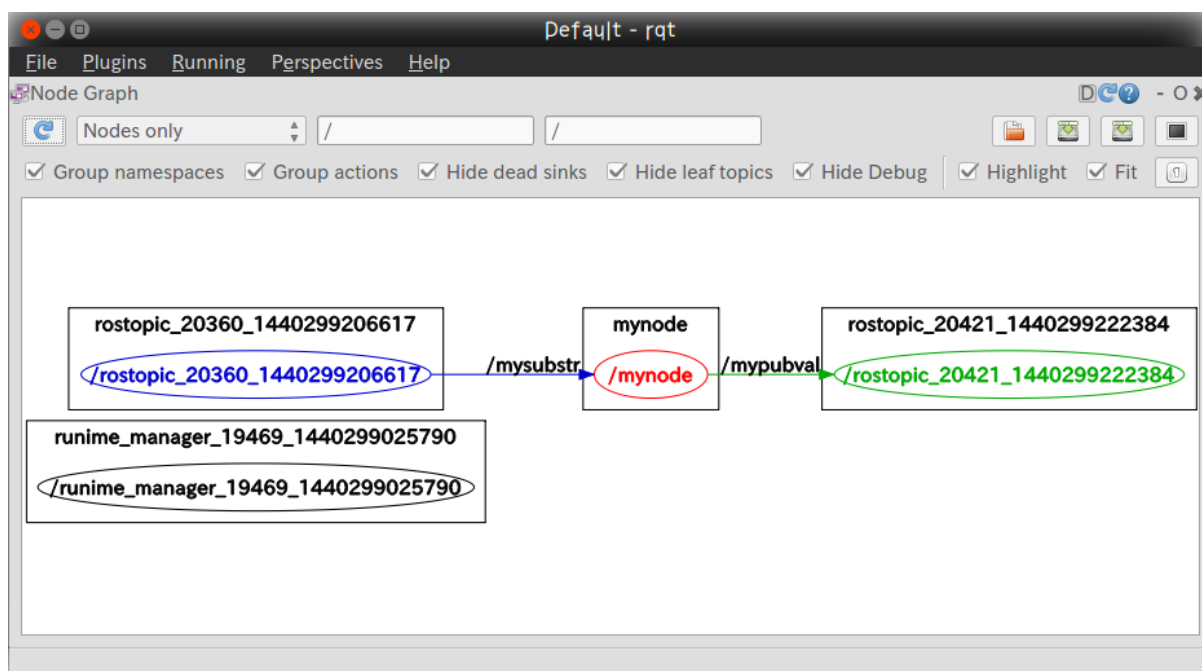 Default - rqt
File Plugins Running Perspectives Help
Node Graph D - O
Nodes only / /
Group namespaces Group actions Hide dead sinks Hide leaf topics Hide Debug Highlight Fit
rostopic_20360_1440299206617 mynode rostopic_20421_1440299222384
/rostopic_20360_1440299206617 /mysubstr /mynode /mypubval /rostopic_20421_1440299222384
runime_manager_19469_1440299025790
/runime_manager_19469_1440299025790